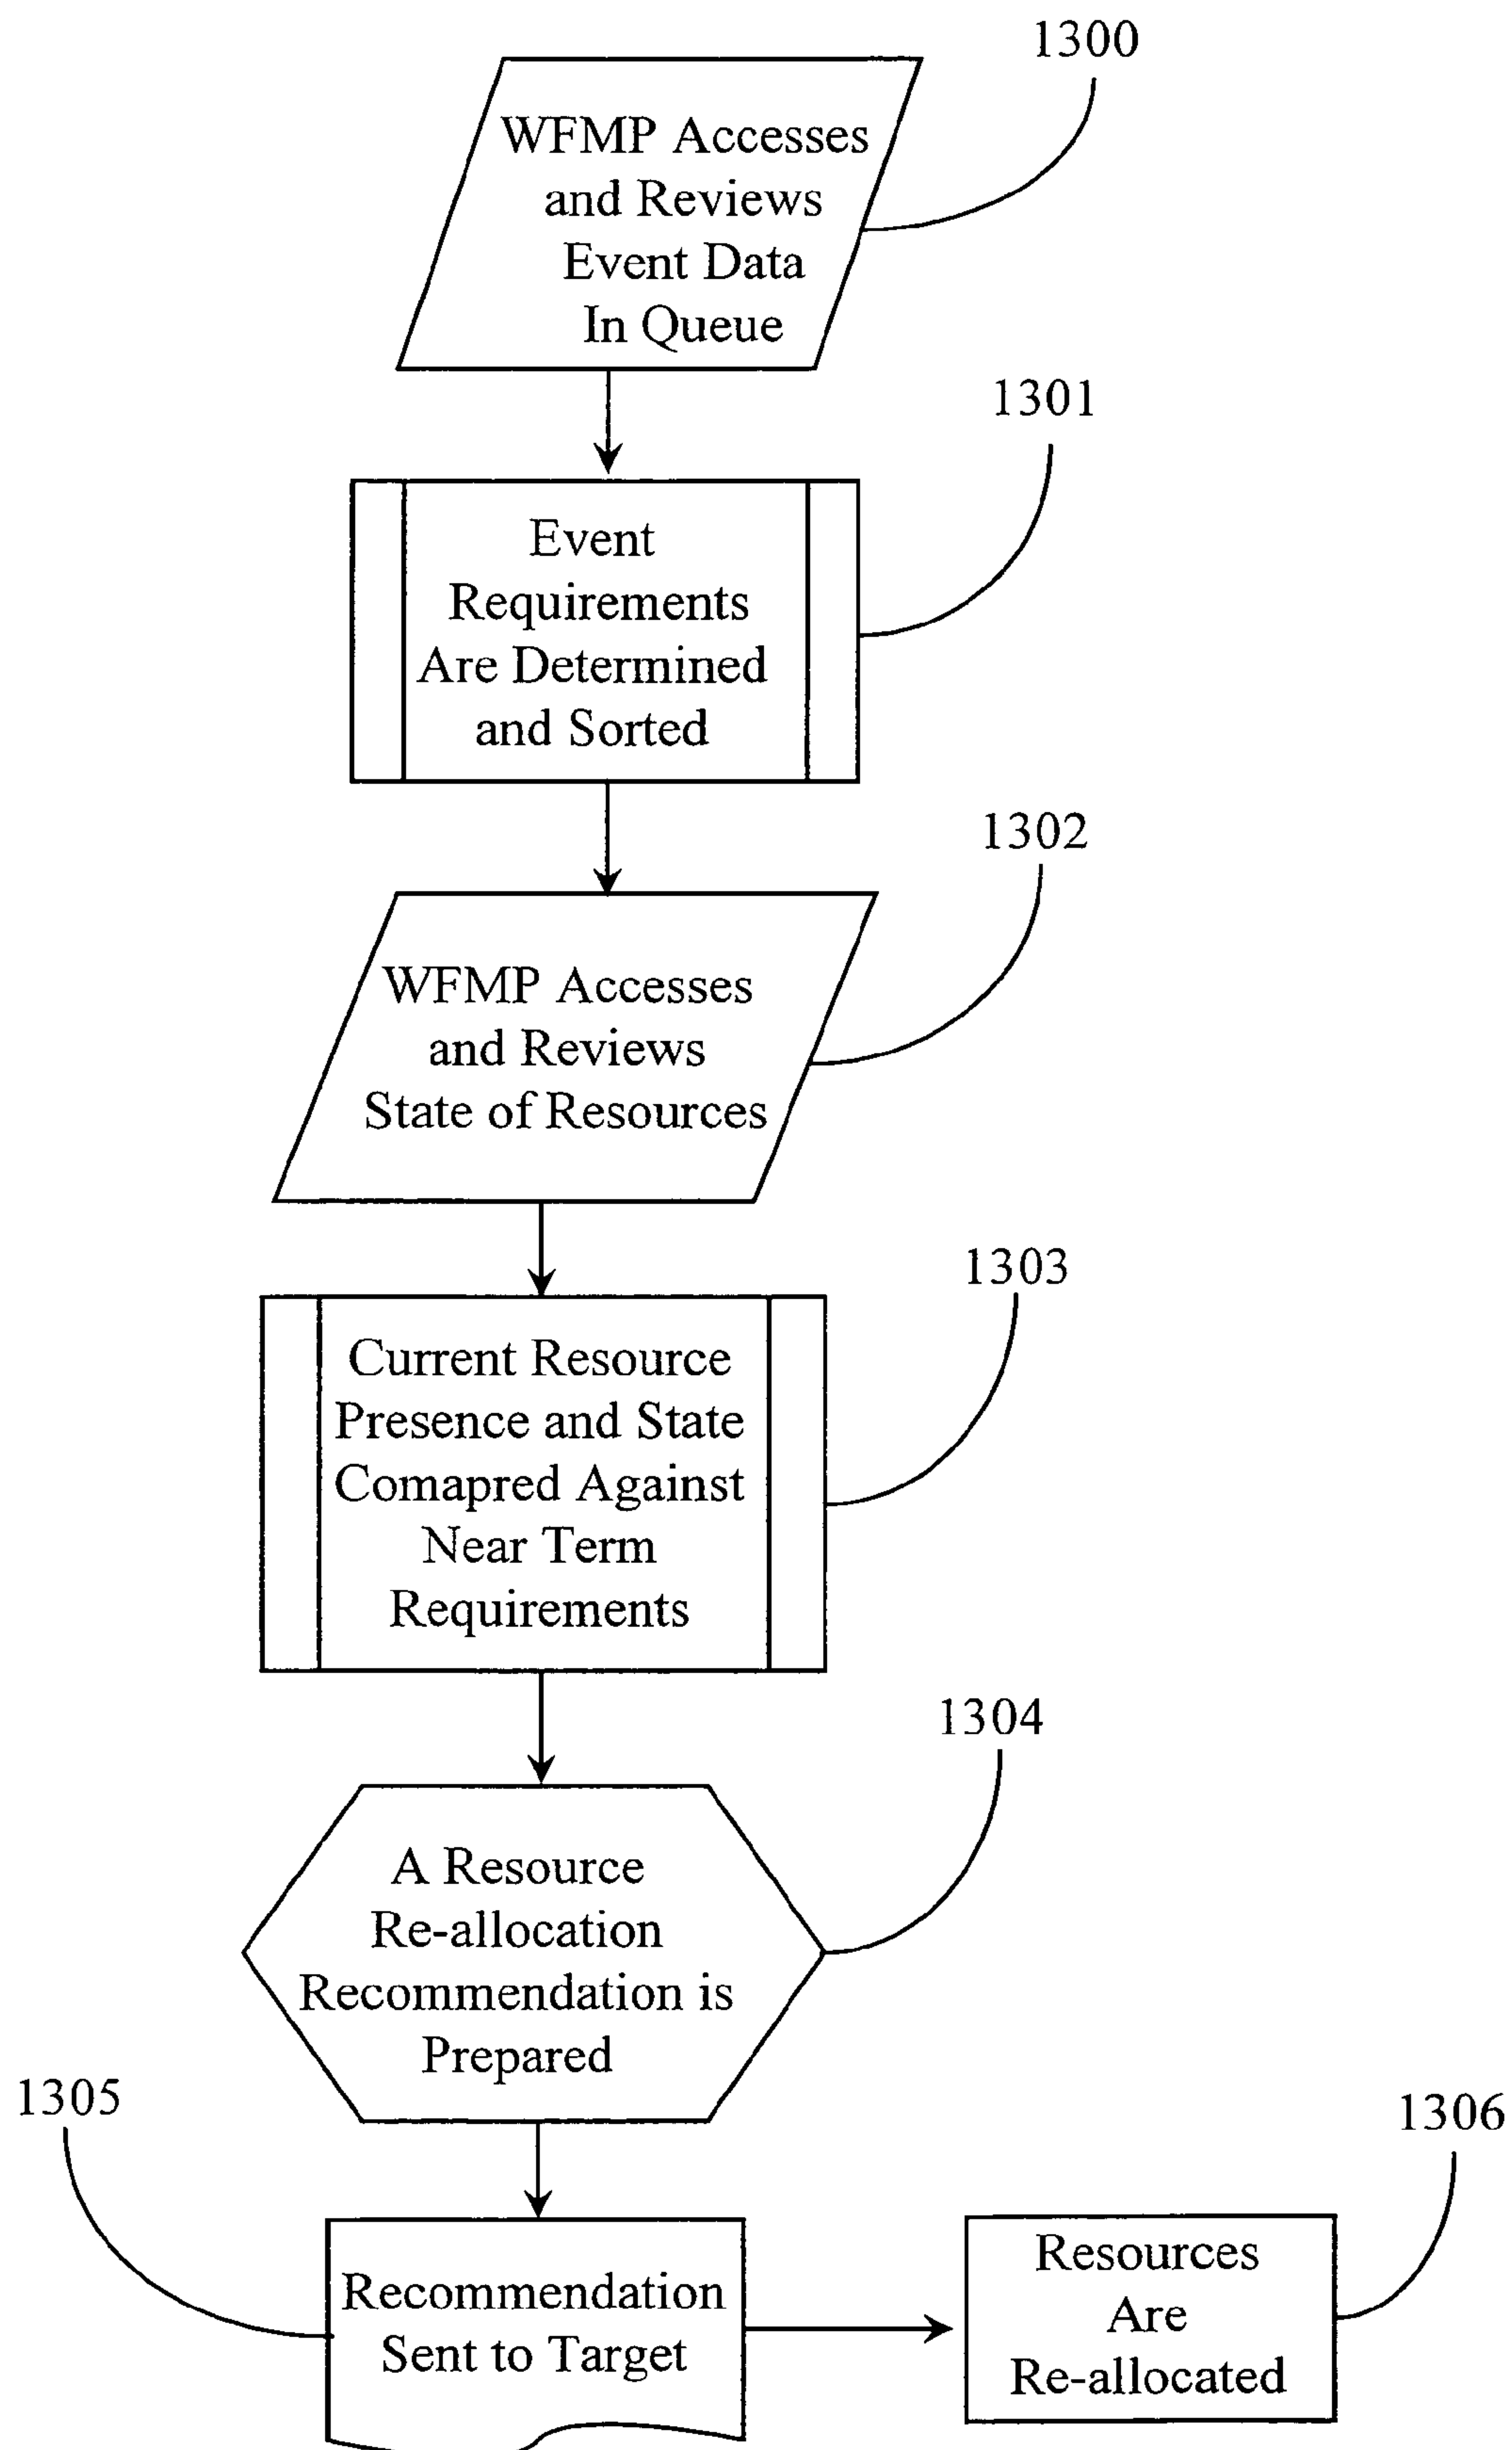 1300
WFMP Accesses
and Reviews
Event Data
In Queue
1301
Event
Requirements
Are Determined
and Sorted
1302
WFMP Accesses
and Reviews
State of Resources
1303
Current Resource
Presence and State
Comapred Against
Near Term
Requirements
1304
A Resource
Re-allocation
Recommendation is
Prepared
1305
Recommendation
Sent to Target
1306
Resources
Are
Re-allocated